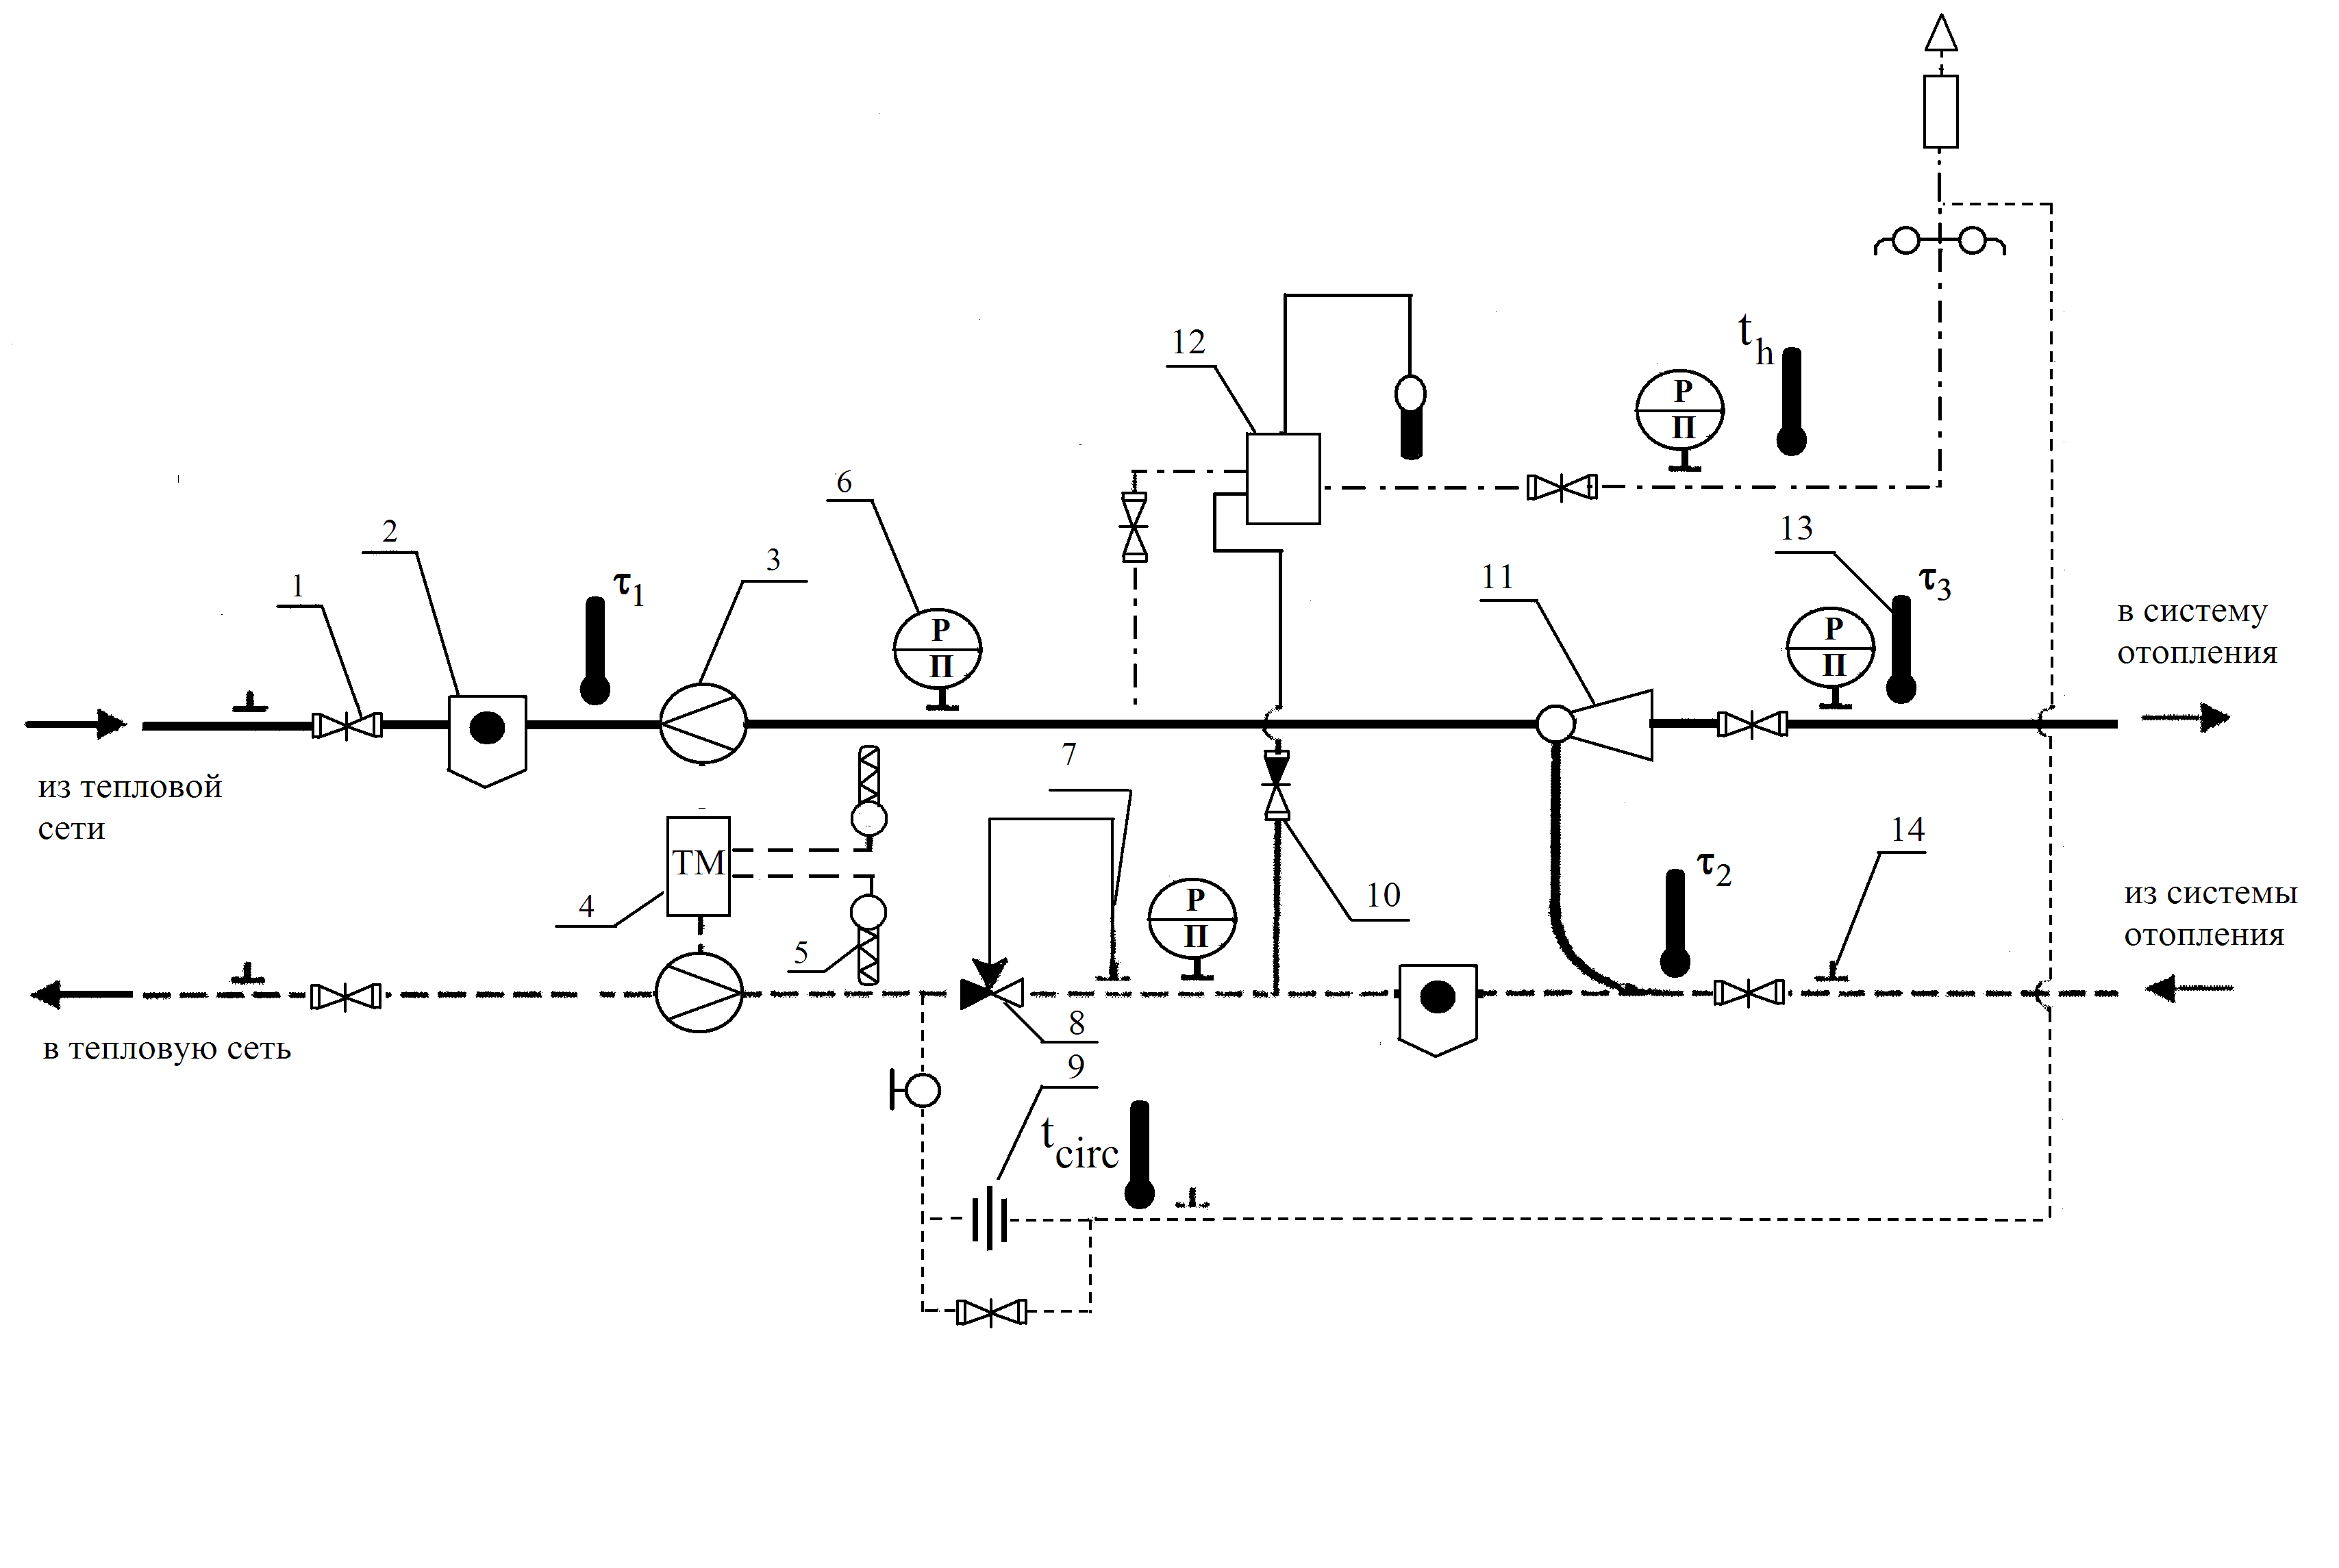 12
t h
P
П
6
2
1
τ1
3
P
П
11
13
τ3
P
П
в систему
отопления
из тепловой
сети
7
TM
4
5
P
П
10
τ2
14
из системы
отопления
в тепловую сеть
8
9
t circ